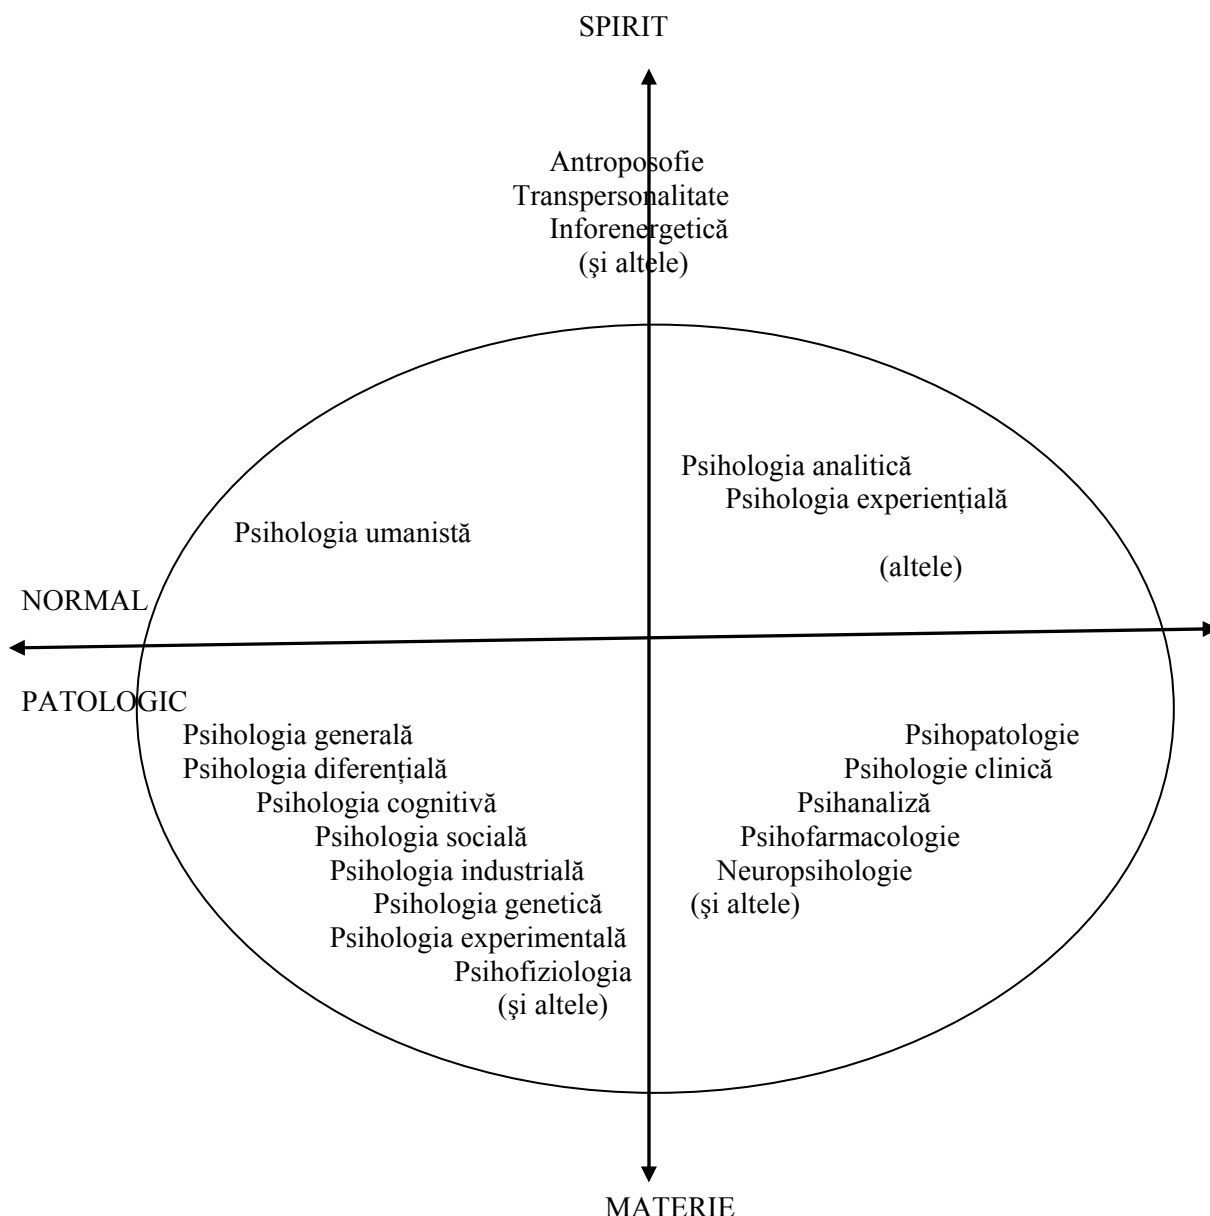 SPIRIT
Antroposofie
Transpersonalitate
Inforenergetică
(şi altele)
Psihologia analitică
Psihologia experiențială
Psihologia umanistă
(altele)
NORMAL
PATOLOGIC
Psihologia generală
Psihologia diferențială
Psihologia cognitivă
Psihologia socială
Psihologia industrială
Psihologia genetică
Psihologia experimentală
Psihofiziologia
(şi altele)
Psihopatologie
Psihologie clinică
Psihanaliză
Psihofarmacologie
Neuropsihologie
(şi altele)
MATERIE